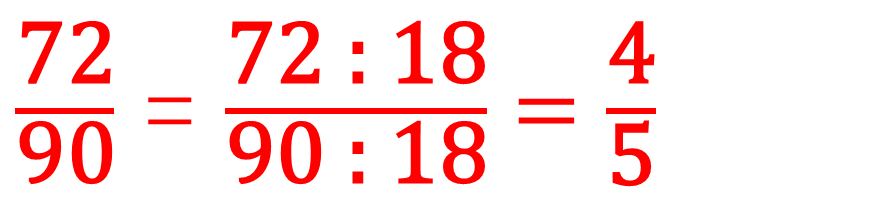 72/90 = 72 : 18/90 : 18 = 4/5